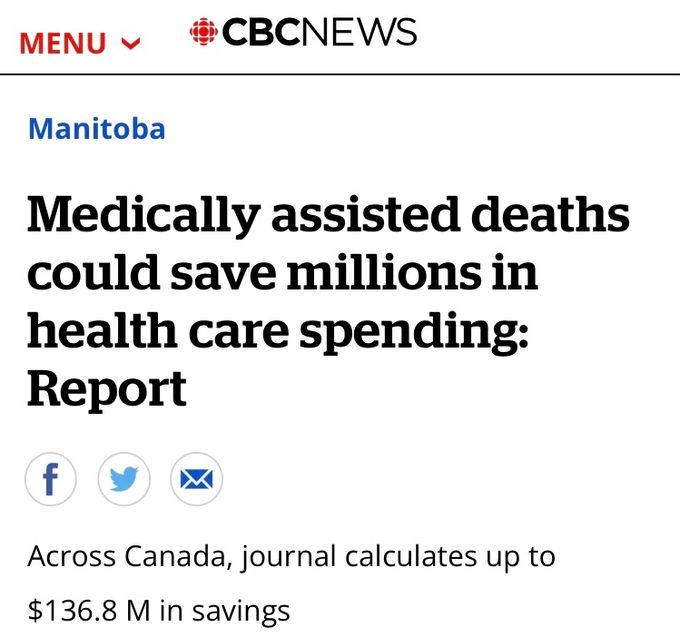 MENU CBCNEWS
Manitoba
Medically assisted deaths
could save millions in
health care spending:
Report
f
Across Canada, journal calculates up to
$136.8 M in savings